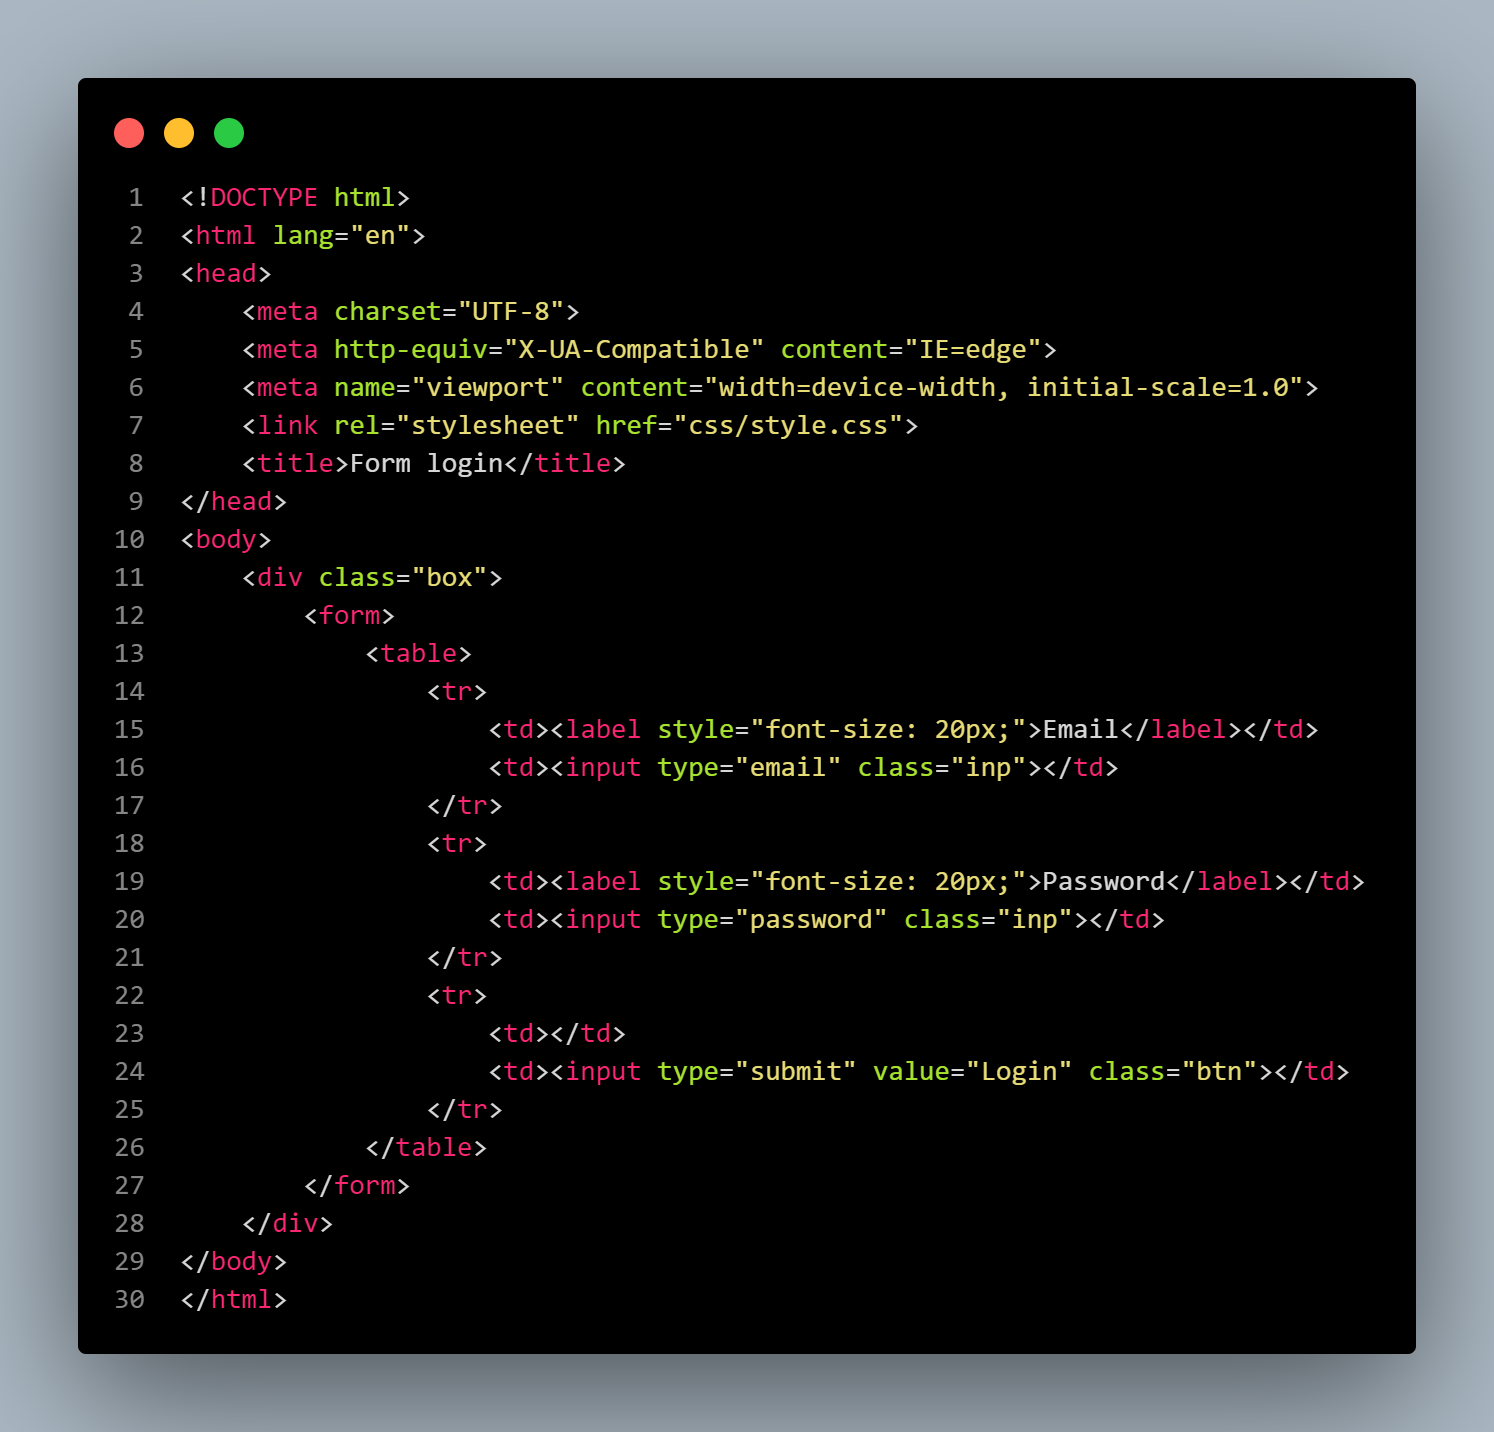 1 <!DOCTYPE html>
2 <html lang="en">
3 <head>
4     <meta charset="UTF-8">
5     <meta http-equiv="X-UA-Compatible" content="IE=edge">
6     <meta name="viewport" content="width=device-width, initial-scale=1.0">
7     <link rel="stylesheet" href="css/style.css">
8     <title>Form login</title>
9 </head>
10 <body>
11     <div class="box">
12         <form>
13             <table>
14                 <tr>
15                     <td><label style="font-size: 20px;">Email</label></td>
16                     <td><input type="email" class="inp"></td>
17                 </tr>
18                 <tr>
19                     <td><label style="font-size: 20px;">Password</label></td>
20                     <td><input type="password" class="inp"></td>
21                 </tr>
22                 <tr>
23                     <td></td>
24                     <td><input type="submit" value="Login" class="btn"></td>
25                 </tr>
26             </table>
27         </form>
28     </div>
29 </body>
30 </html>